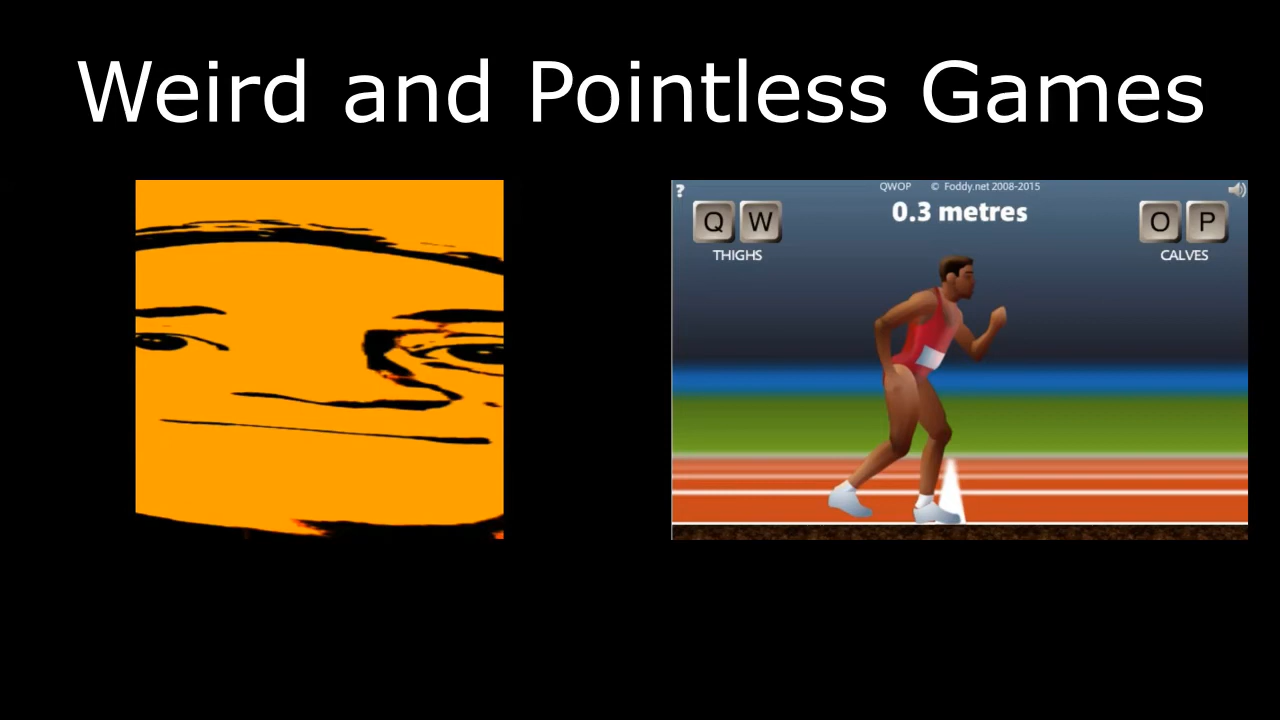 Weird and Pointless Games
?
QWOP © Foddy.net 2008-2015
0.3 metres
Q W
THIGHS
O P
CALVES